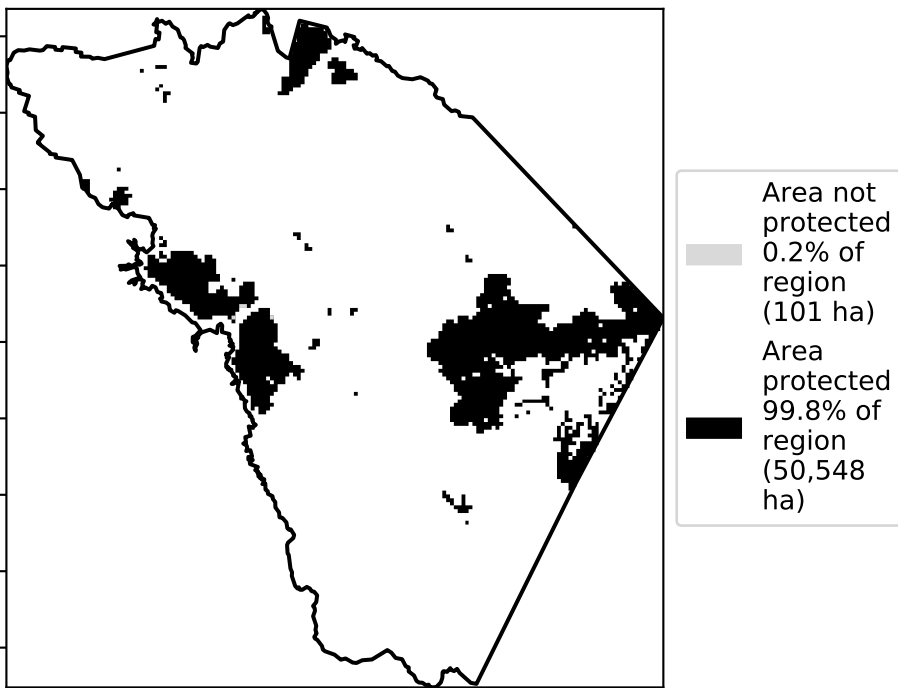 Area not
protected
0.2% of
region
(101 ha)
Area
protected
99.8% of
region
(50,548
ha)